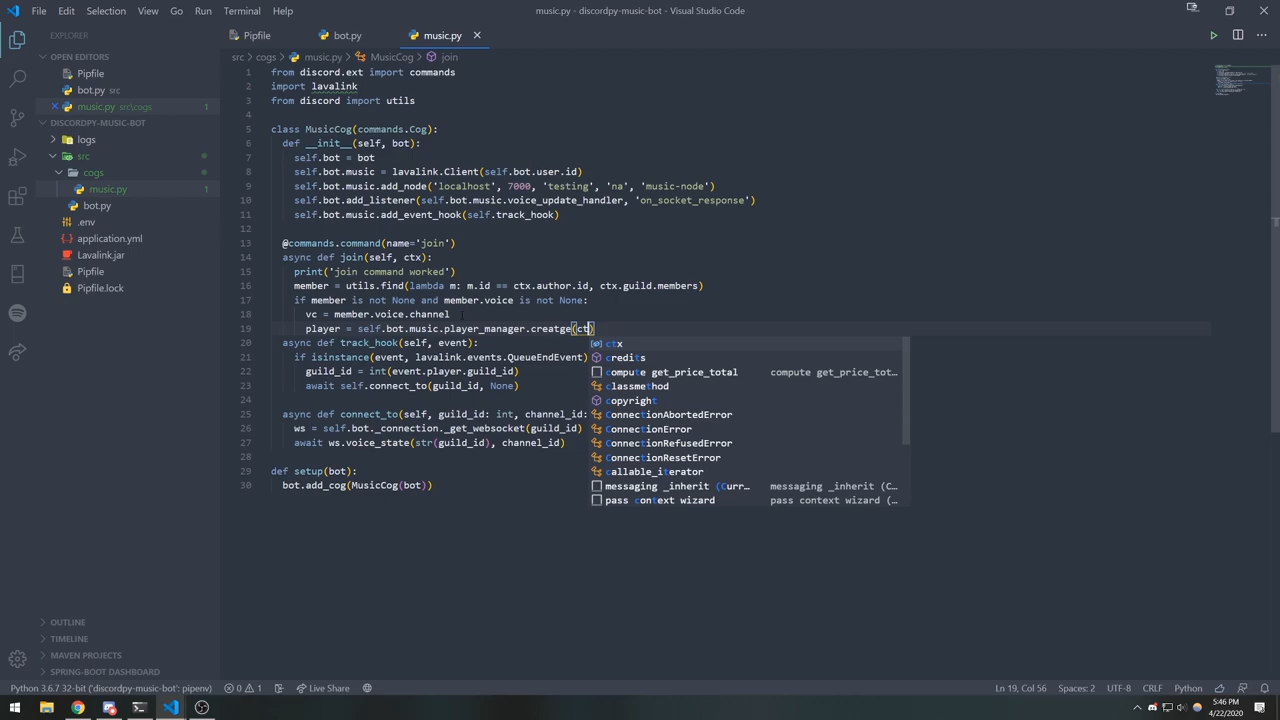 File Edit Selection View Go Run Terminal Help
music.py - discordpy-music-bot - Visual Studio Code
EXPLORER
Pipfile bot.py music.py
src > cogs > music.py > MusicCog > join
OPEN EDITORS
Pipfile
bot.py src
music.py src\cogs 1
DISCORDPY-MUSIC-BOT
logs
src
cogs
music.py 1
bot.py
.env
application.yml
Lavalink.jar
Pipfile
Pipfile.lock
OUTLINE
TIMELINE
MAVEN PROJECTS
SPRING-BOOT DASHBOARD
1 from discord.ext import commands
2 import lavalink
3 from discord import utils
4
5 class MusicCog(commands.Cog):
6 def __init__(self, bot):
7 self.bot = bot
8 self.bot.music = lavalink.Client(self.bot.user.id)
9 self.bot.music.add_node('localhost', 7000, 'testing', 'na', 'music-node')
10 self.bot.add_listener(self.bot.music.voice_update_handler, 'on_socket_response')
11 self.bot.music.add_event_hook(self.track_hook)
12
13 @commands.command(name='join')
14 async def join(self, ctx):
15 print('join command worked')
16 member = utils.find(lambda m: m.id == ctx.author.id, ctx.guild.members)
17 if member is not None and member.voice is not None:
18 vc = member.voice.channel
19 player = self.bot.music.player_manager.creatge(ct)
20 async def track_hook(self, event):
21 if isinstance(event, lavalink.events.QueueEndEvent)
22 guild_id = int(event.player.guild_id)
23 await self.connect_to(guild_id, None)
24
25 async def connect_to(self, guild_id: int, channel_id:
26 ws = self.bot._connection._get_websocket(guild_id)
27 await ws.voice_state(str(guild_id), channel_id)
28
29 def setup(bot):
30 bot.add_cog(MusicCog(bot))
ctx
credits
compute get_price_total compute get_price_tot…
classmethod
copyright
ConnectionAbortedError
ConnectionError
ConnectionRefusedError
ConnectionResetError
callable_iterator
messaging _inherit (Curr… messaging _inherit (C…
pass context wizard pass context wizard (…
Python 3.6.7 32-bit ('discordpy-music-bot': pipenv) 0 1 Live Share
Ln 19, Col 56 Spaces: 2 UTF-8 CRLF Python
5:46 PM
4/22/2020